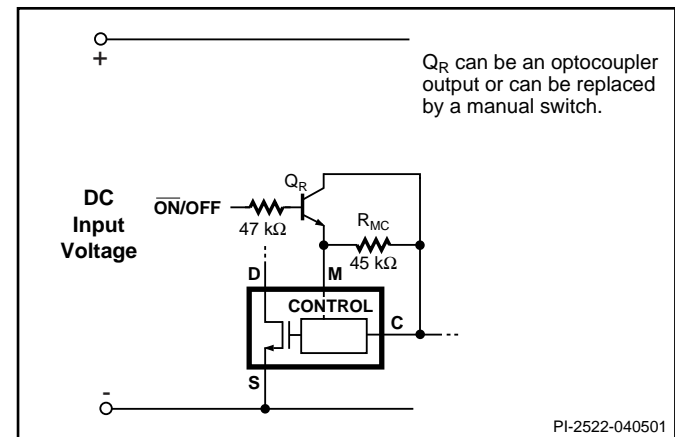 +
Q_R can be an optocoupler
output or can be replaced
by a manual switch.
DC
Input
Voltage
O̅N̅/OFF
47 kΩ
Q_R
R_MC
45 kΩ
D
M
CONTROL
C
S
-
PI-2522-040501